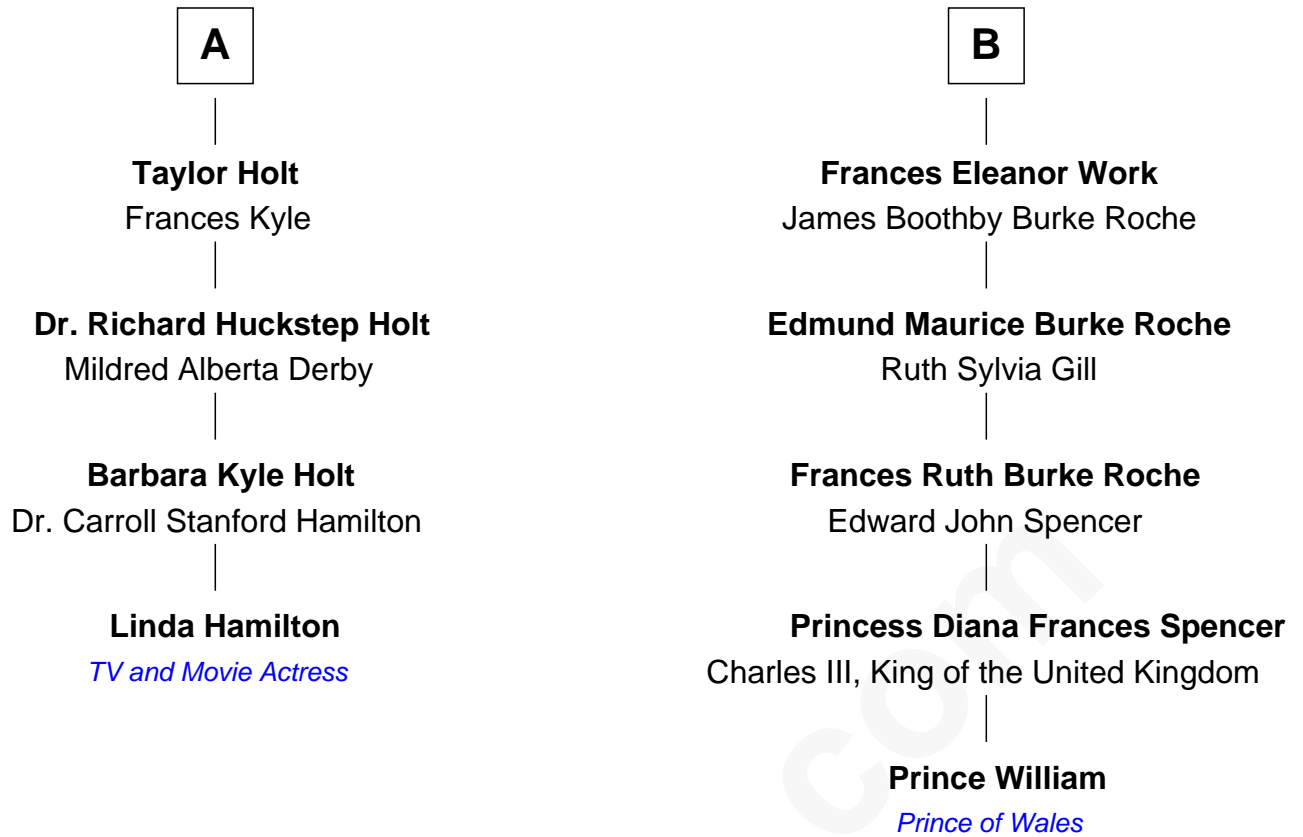 A
Taylor Holt
Frances Kyle
Dr. Richard Huckstep Holt
Mildred Alberta Derby
Barbara Kyle Holt
Dr. Carroll Stanford Hamilton
Linda Hamilton
TV and Movie Actress
B
Frances Eleanor Work
James Boothby Burke Roche
Edmund Maurice Burke Roche
Ruth Sylvia Gill
Frances Ruth Burke Roche
Edward John Spencer
Princess Diana Frances Spencer
Charles III, King of the United Kingdom
Prince William
Prince of Wales
com